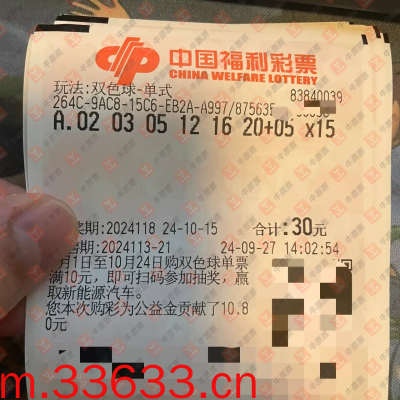 中国福利彩票
CHINA WELFARE LOTTERY
玩法:双色球-单式
83840039
264C-9AC8-15C6-EB2A-A997/87563
A.02 03 05 12 16 20+05 x15
奖期:2024118 24-10-15 合计:30元
期:2024113-21 24-09-27 14:02:54
月1日至10月24日购双色球单票
满10元，即可扫码参加抽奖，赢
取新能源汽车。
您本次购彩为公益金贡献了10.8
0元
m.33633.cn